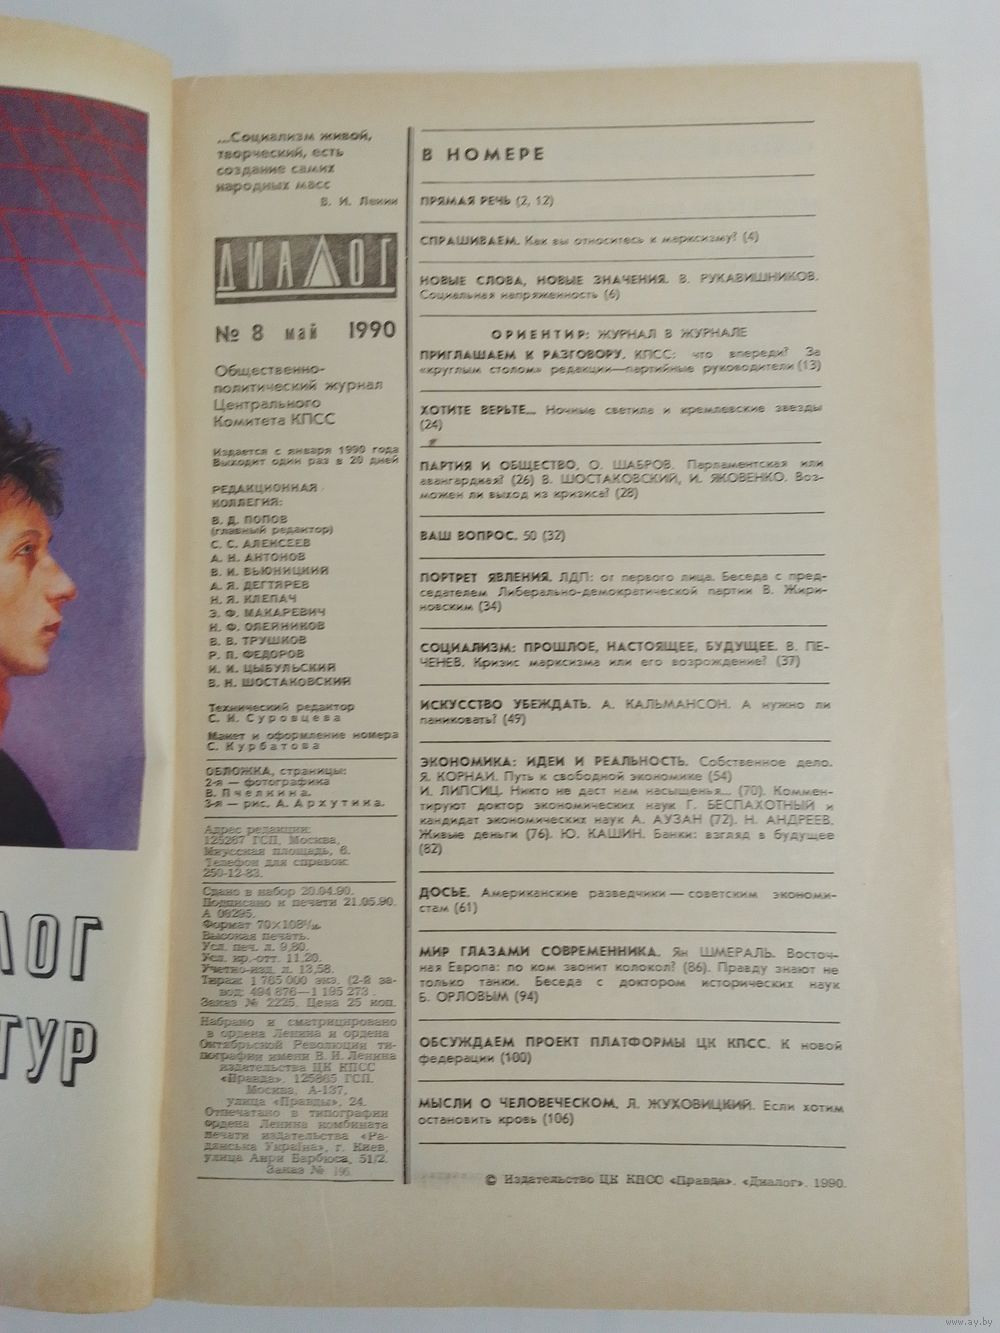 ...Социализм живой,
творческий, есть
создание самих
народных масс
В. И. Ленин
ДИАЛОГ
№ 8 май 1990
Общественно-
политический журнал
Центрального
Комитета КПСС
Издается с января 1990 года
Выходит один раз в 20 дней
РЕДАКЦИОННАЯ
КОЛЛЕГИЯ:
В. Д. ПОПОВ
(главный редактор)
С. С. АЛЕКСЕЕВ
А. Н. АНТОНОВ
В. И. ВЬЮНИЦКИЙ
А. Я. ДЕГТЯРЕВ
Н. Я. КЛЕПАЧ
Э. Ф. МАКАРЕВИЧ
Н. Ф. ОЛЕЙНИКОВ
В. В. ТРУШКОВ
Р. П. ФЕДОРОВ
И. И. ЦЫБУЛЬСКИЙ
В. Н. ШОСТАКОВСКИЙ
Технический редактор
С. И. Суровцева
Макет и оформление номера
С. Курбатова
ОБЛОЖКА, страницы:
2-я — фотографика
В. Пчелкина.
3-я — рис. А. Архутика.
Адрес редакции:
125267 ГСП, Москва,
Миусская площадь, 6.
Телефон для справок:
250-12-83.
Сдано в набор 20.04.90.
Подписано к печати 21.05.90.
А 00295.
Формат 70×108¹/₁₆.
Высокая печать.
Усл. печ. л. 9,80.
Усл. кр.-отт. 11,20.
Учетно-изд. л. 13,58.
Тираж 1 765 000 экз. (2-й за-
вод: 494 876—1 195 273.
Заказ № 2225. Цена 25 коп.
Набрано и сматрицировано
в ордена Ленина и ордена
Октябрьской Революции ти-
пографии имени В. И. Ленина
издательства ЦК КПСС
«Правда». 125865 ГСП.
Москва, А-137,
улица «Правды», 24.
Отпечатано в типографии
ордена Ленина комбината
печати издательства «Ра-
дянська Україна», г. Киев,
улица Анри Барбюса, 51/2.
Заказ № 196
В НОМЕРЕ
ПРЯМАЯ РЕЧЬ (2, 12)
СПРАШИВАЕМ. Как вы относитесь к марксизму? (4)
НОВЫЕ СЛОВА, НОВЫЕ ЗНАЧЕНИЯ. В. РУКАВИШНИКОВ.
Социальная напряженность (6)
ОРИЕНТИР: ЖУРНАЛ В ЖУРНАЛЕ
ПРИГЛАШАЕМ К РАЗГОВОРУ. КПСС: что впереди? За
«круглым столом» редакции—партийные руководители (13)
ХОТИТЕ ВЕРЬТЕ... Ночные светила и кремлевские звезды
(24)
ПАРТИЯ И ОБЩЕСТВО. О. ШАБРОВ. Парламентская или
авангардная? (26) В. ШОСТАКОВСКИЙ, И. ЯКОВЕНКО. Воз-
можен ли выход из кризиса? (28)
ВАШ ВОПРОС. 50 (32)
ПОРТРЕТ ЯВЛЕНИЯ. ЛДП: от первого лица. Беседа с пред-
седателем Либерально-демократической партии В. Жири-
новским (34)
СОЦИАЛИЗМ: ПРОШЛОЕ, НАСТОЯЩЕЕ, БУДУЩЕЕ. В. ПЕ-
ЧЕНЕВ. Кризис марксизма или его возрождение? (37)
ИСКУССТВО УБЕЖДАТЬ. А. КАЛЬМАНСОН. А нужно ли
паниковать? (49)
ЭКОНОМИКА: ИДЕИ И РЕАЛЬНОСТЬ. Собственное дело.
Я. КОРНАИ. Путь к свободной экономике (54)
И. ЛИПСИЦ. Никто не даст нам насыщенья... (70). Коммен-
тируют доктор экономических наук Г. БЕСПАХОТНЫЙ и
кандидат экономических наук А. АУЗАН (72). Н. АНДРЕЕВ.
Живые деньги (76). Ю. КАШИН. Банки: взгляд в будущее
(82)
ДОСЬЕ. Американские разведчики — советским экономи-
стам (61)
МИР ГЛАЗАМИ СОВРЕМЕННИКА. Ян ШМЕРАЛЬ. Восточ-
ная Европа: по ком звонит колокол? (86). Правду знают не
только танки. Беседа с доктором исторических наук
Б. ОРЛОВЫМ (94)
ОБСУЖДАЕМ ПРОЕКТ ПЛАТФОРМЫ ЦК КПСС. К новой
федерации (100)
МЫСЛИ О ЧЕЛОВЕЧЕСКОМ. Л. ЖУХОВИЦКИЙ. Если хотим
остановить кровь (106)
© Издательство ЦК КПСС «Правда». «Диалог». 1990.
ЛОГ
ТУР
www.ay.by